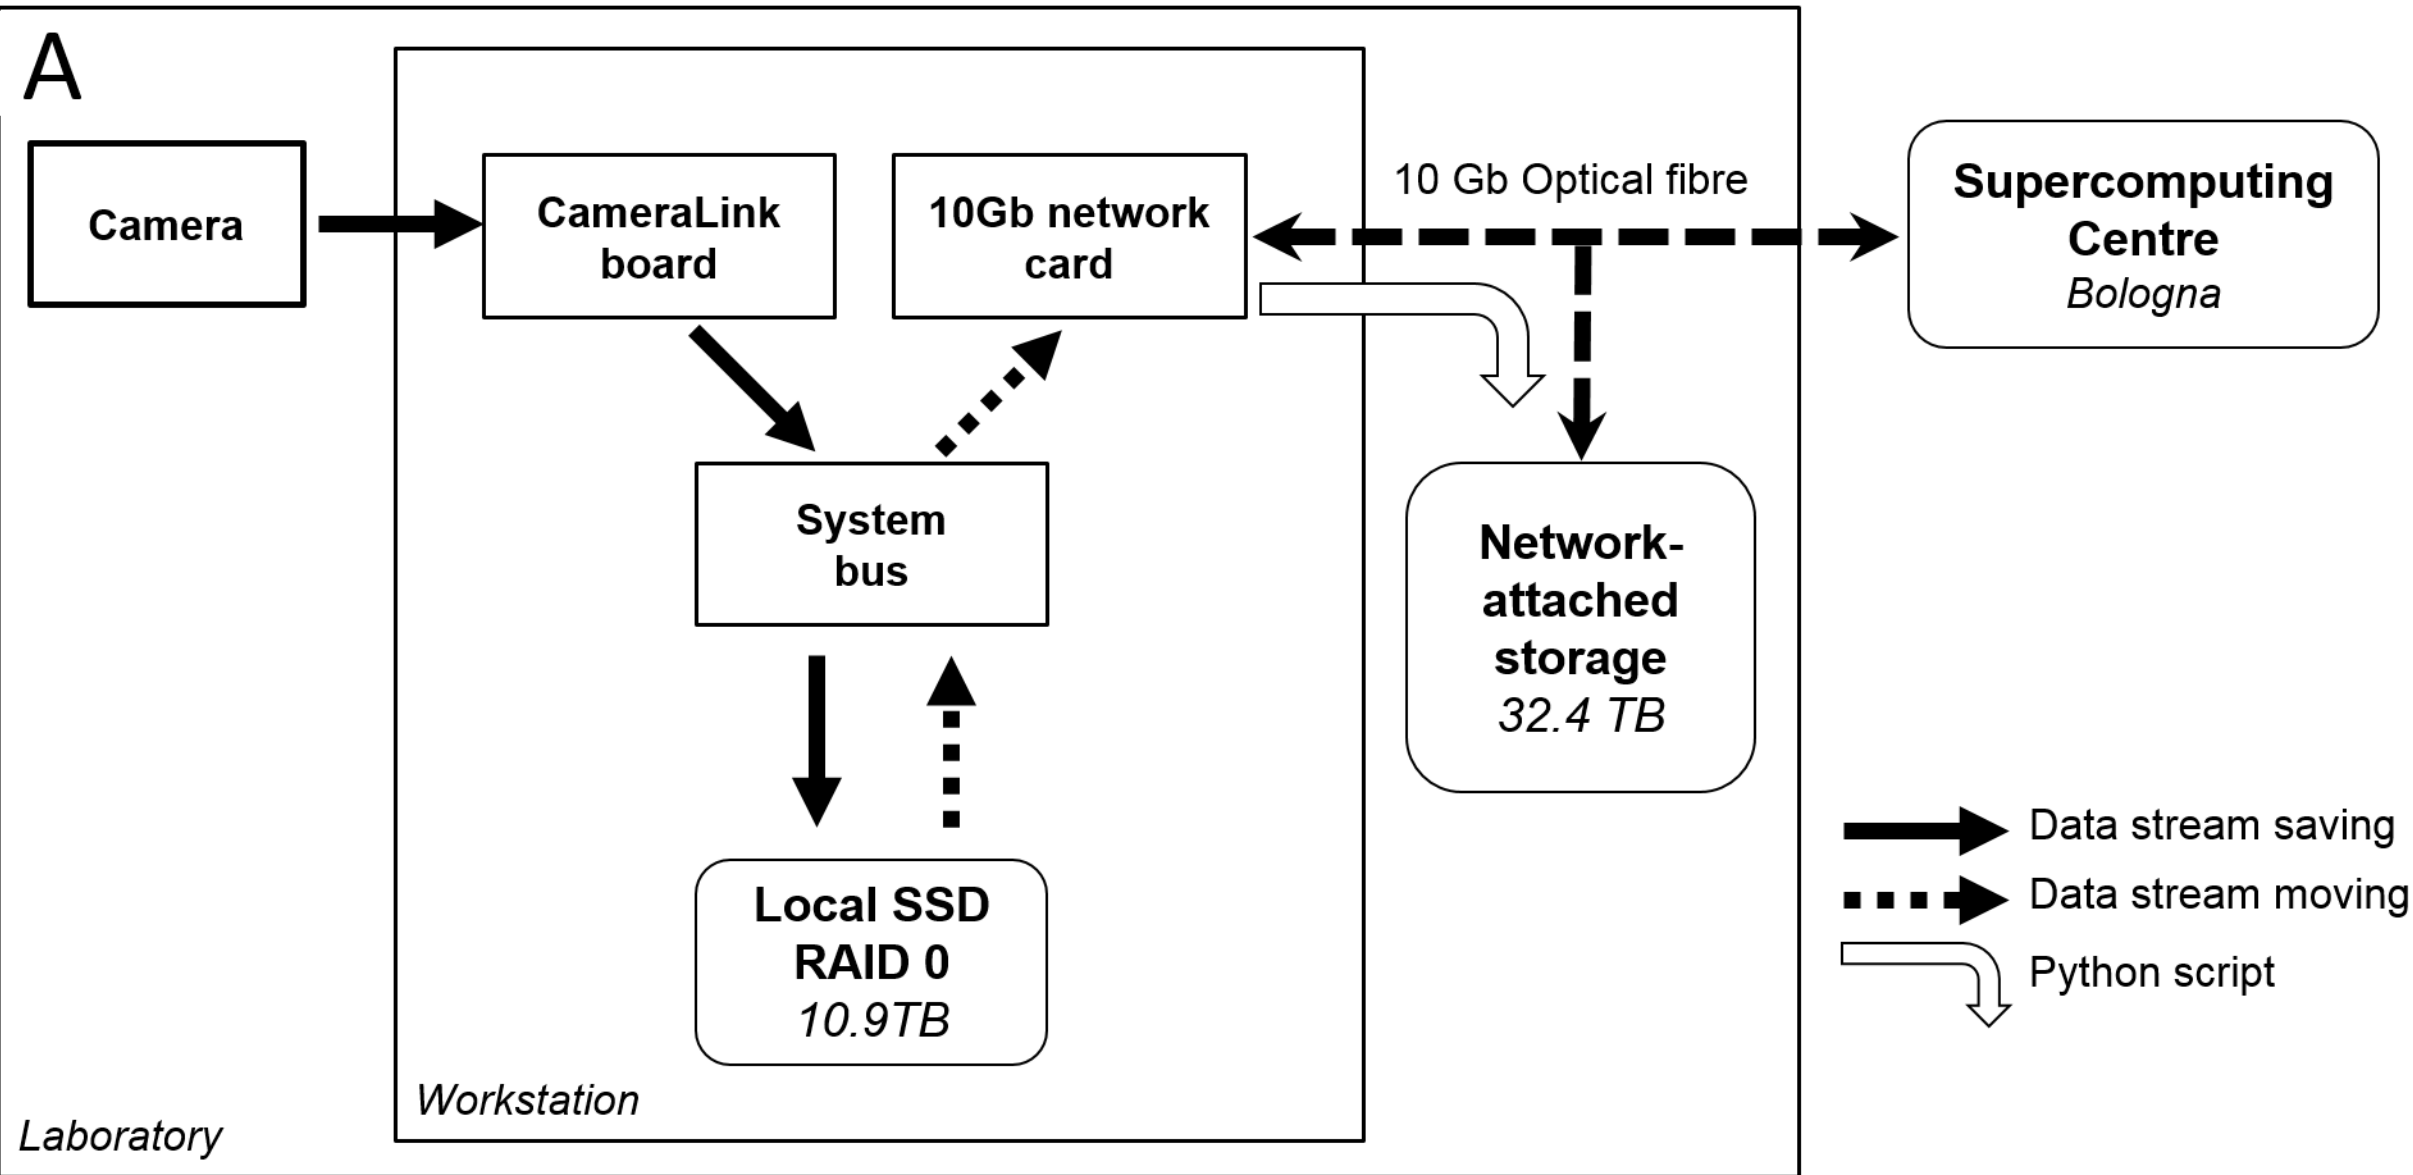 A
Camera
CameraLink
board
10Gb network
card
10 Gb Optical fibre
Supercomputing
Centre
Bologna
System
bus
Network-
attached
storage
32.4 TB
Local SSD
RAID 0
10.9TB
Workstation
Laboratory
Data stream saving
Data stream moving
Python script